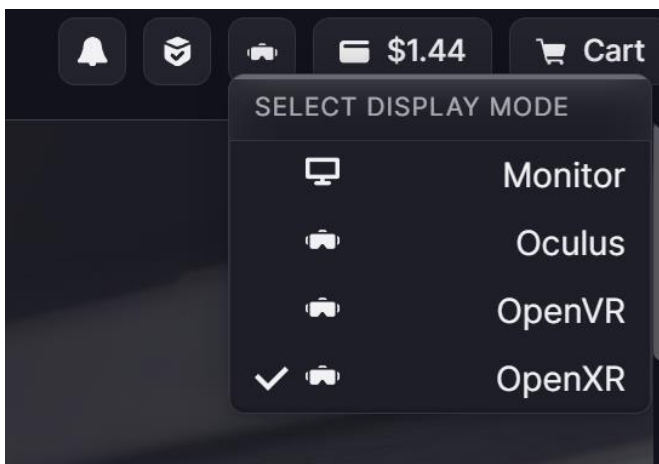 $1.44
Cart
SELECT DISPLAY MODE
Monitor
Oculus
OpenVR
OpenXR